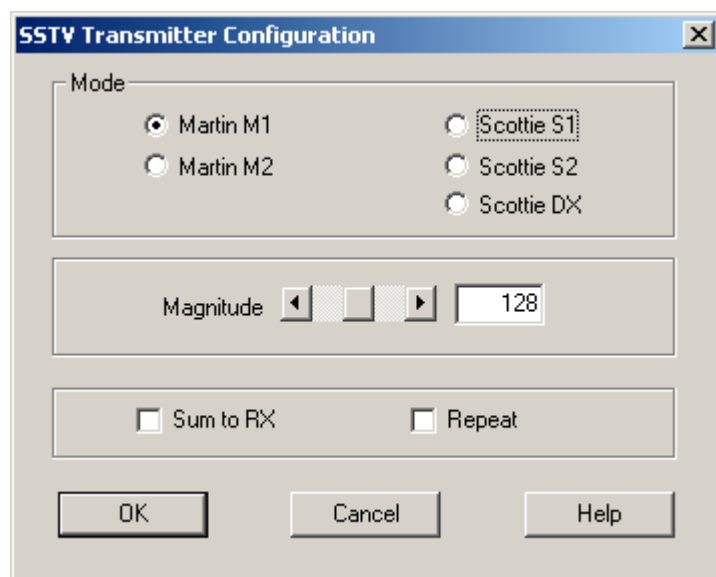 SSTV Transmitter Configuration
Mode
Martin M1
Scottie S1
Martin M2
Scottie S2
Scottie DX
Magnitude
128
Sum to RX
Repeat
OK
Cancel
Help